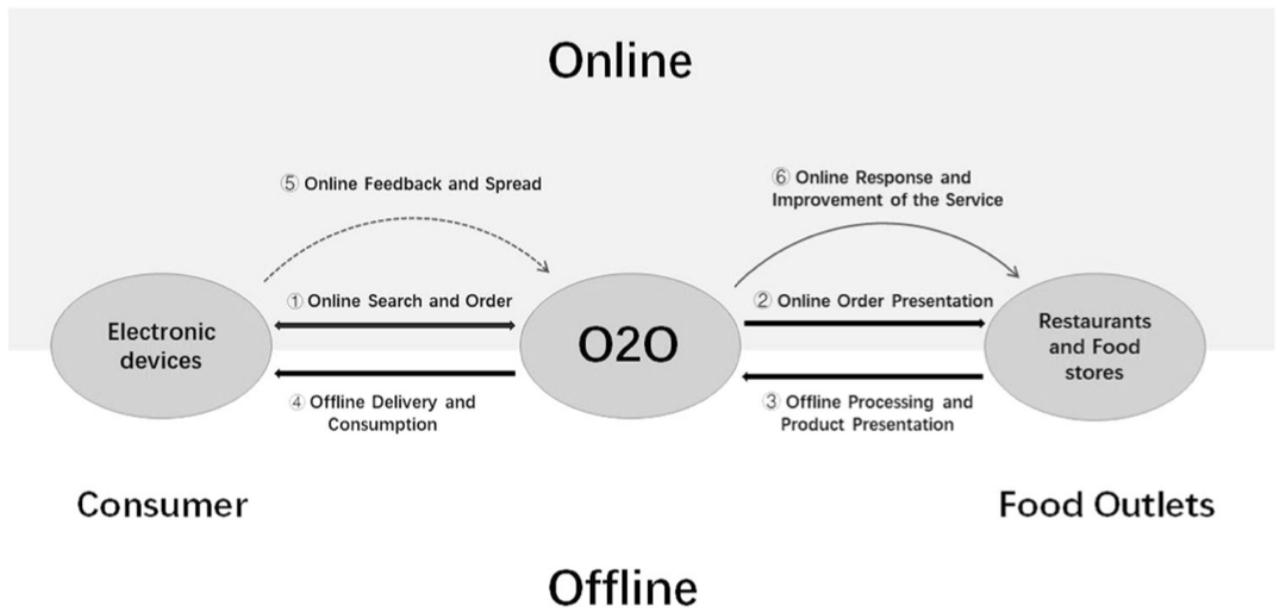 Online
⑤ Online Feedback and Spread
⑥ Online Response and
Improvement of the Service
① Online Search and Order
② Online Order Presentation
Electronic
devices
O2O
Restaurants
and Food
stores
④ Offline Delivery and
Consumption
③ Offline Processing and
Product Presentation
Consumer
Food Outlets
Offline